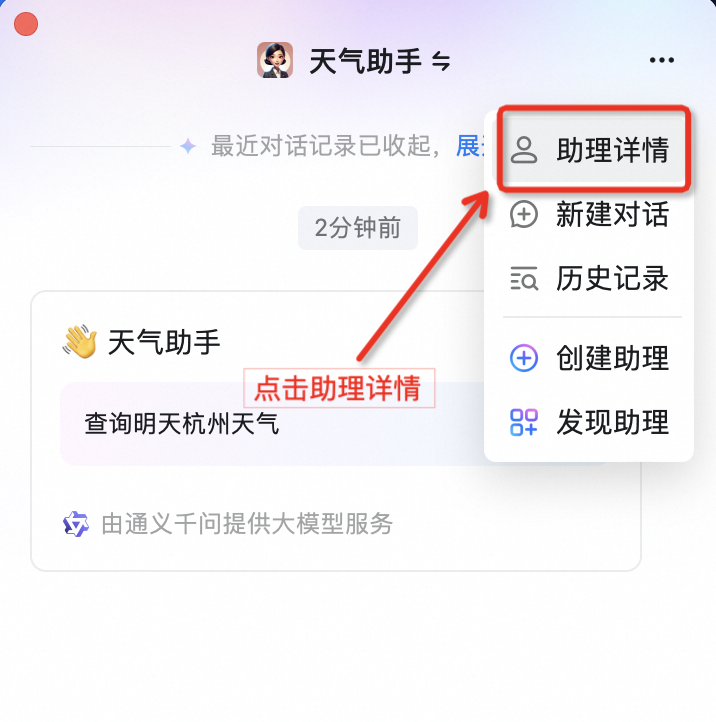 天气助手
最近对话记录已收起，展
助理详情
新建对话
历史记录
创建助理
发现助理
2分钟前
天气助手
点击助理详情
查询明天杭州天气
由通义千问提供大模型服务